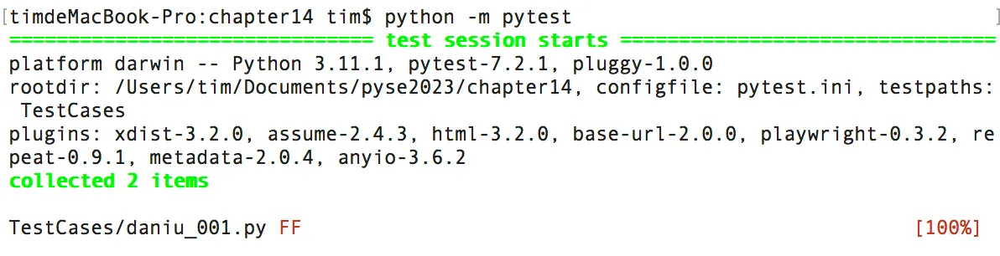 [timdeMacBook-Pro:chapter14 tim$ python -m pytest ]
=============================== test session starts ================================
platform darwin -- Python 3.11.1, pytest-7.2.1, pluggy-1.0.0
rootdir: /Users/tim/Documents/pyse2023/chapter14, configfile: pytest.ini, testpaths:
 TestCases
plugins: xdist-3.2.0, assume-2.4.3, html-3.2.0, base-url-2.0.0, playwright-0.3.2, re
peat-0.9.1, metadata-2.0.4, anyio-3.6.2
collected 2 items
TestCases/daniu_001.py FF [100%]